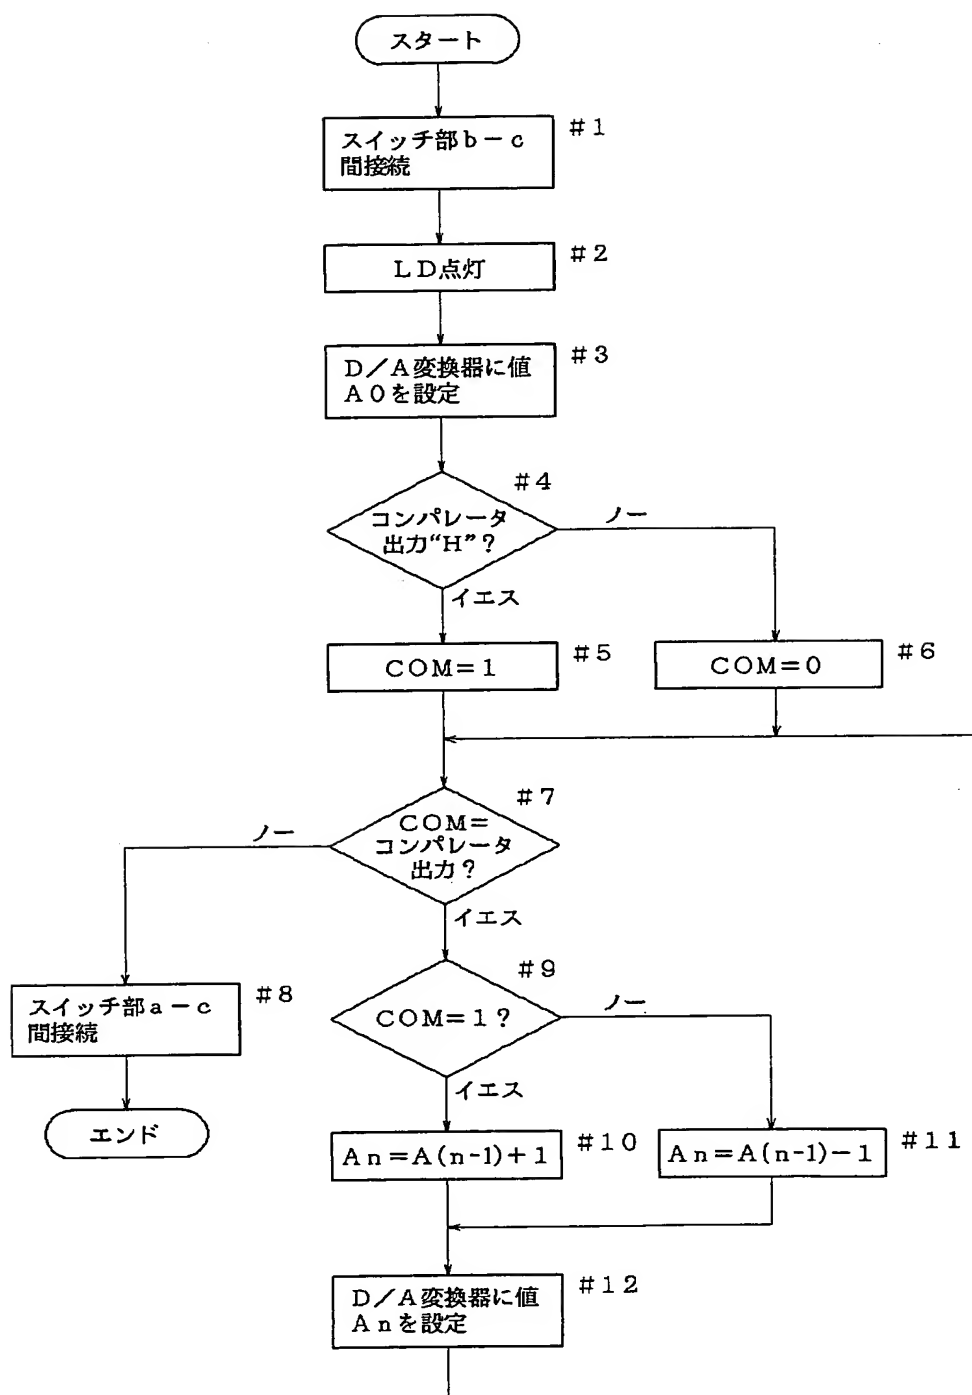 スタート
スイッチ部b－c
間接続
#1
LD点灯
#2
D／A変換器に値
A0を設定
#3
#4
コンパレータ
出力“H”？
ノー
イエス
COM＝1
#5
COM＝0
#6
#7
COM＝
コンパレータ
出力？
ノー
イエス
スイッチ部a－c
間接続
#8
エンド
#9
COM＝1？
ノー
イエス
An＝A(n-1)＋1
#10
An＝A(n-1)－1
#11
D／A変換器に値
Anを設定
#12